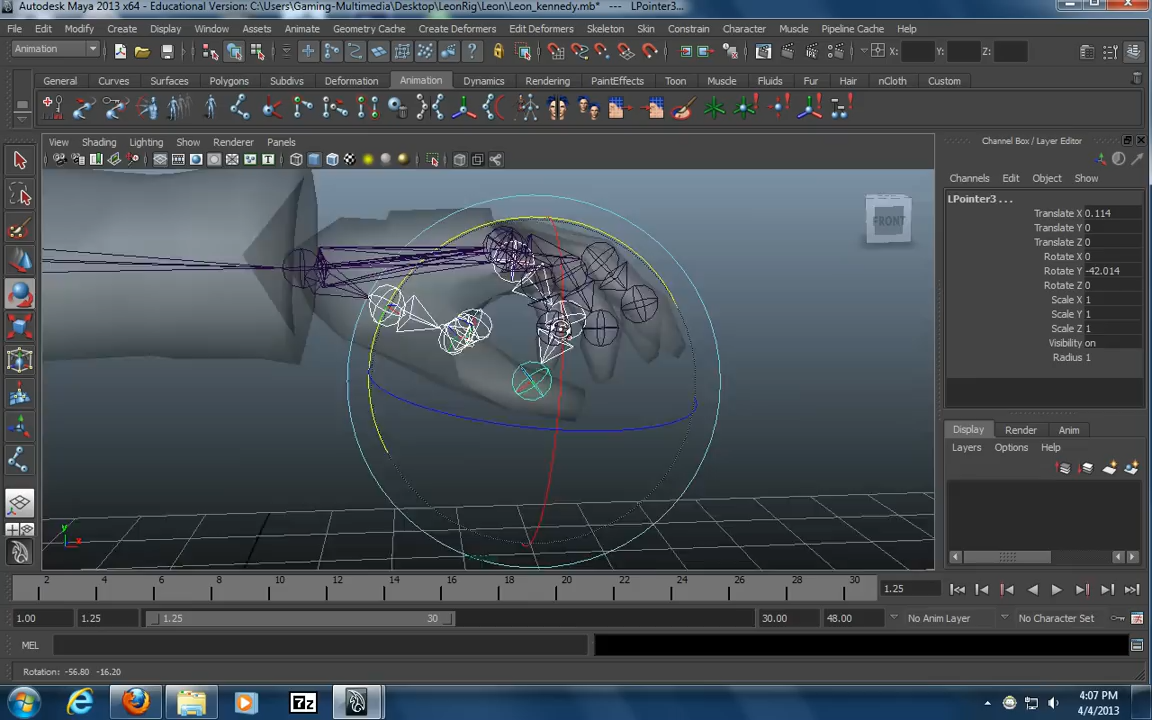 Autodesk Maya 2013 x64 - Educational Version: C:\Users\Gaming-Multimedia\Desktop\LeonRig\Leon\Leon_kennedy.mb* --- LPointer3...
File Edit Modify Create Display Window Assets Animate Geometry Cache Create Deformers Edit Deformers Skeleton Skin Constrain Character Muscle Pipeline Cache Help
Animation X: Y: Z:
General Curves Surfaces Polygons Subdivs Deformation Animation Dynamics Rendering PaintEffects Toon Muscle Fluids Fur Hair nCloth Custom
View Shading Lighting Show Renderer Panels
Channel Box / Layer Editor
Channels Edit Object Show
LPointer3 ...
Translate X 0.114
Translate Y 0
Translate Z 0
Rotate X 0
Rotate Y -42.014
Rotate Z 0
Scale X 1
Scale Y 1
Scale Z 1
Visibility on
Radius 1
FRONT
Display Render Anim
Layers Options Help
y
2 4 6 8 10 12 14 16 18 20 22 24 26 28 30 1.25
1.00 1.25 1.25 30 30.00 48.00 No Anim Layer No Character Set
MEL
Rotation: -56.80 -16.20
7z
4:07 PM
4/4/2013